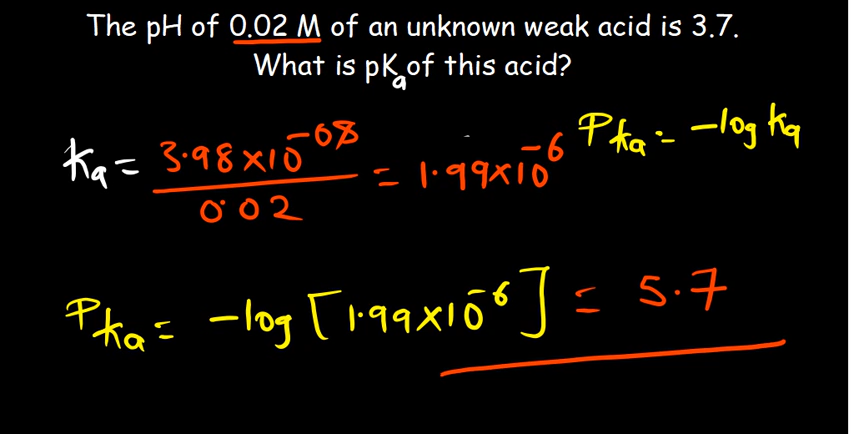 The pH of 0.02 M of an unknown weak acid is 3.7.
What is pKa of this acid?
Pka = -log ka
ka = 3.98×10^-08 / 0.02 = 1.99×10^-6
Pka = -log [1.99×10^-6] = 5.7